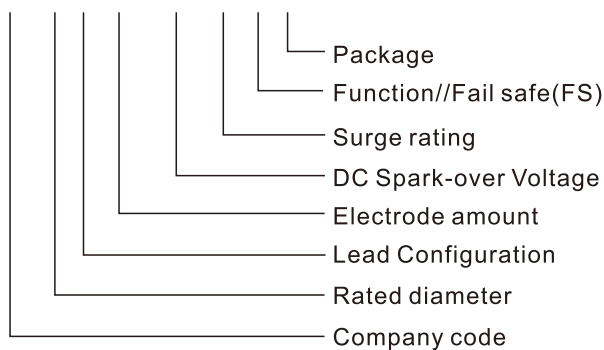 Package
Function//Fail safe(FS)
Surge rating
DC Spark-over Voltage
Electrode amount
Lead Configuration
Rated diameter
Company code